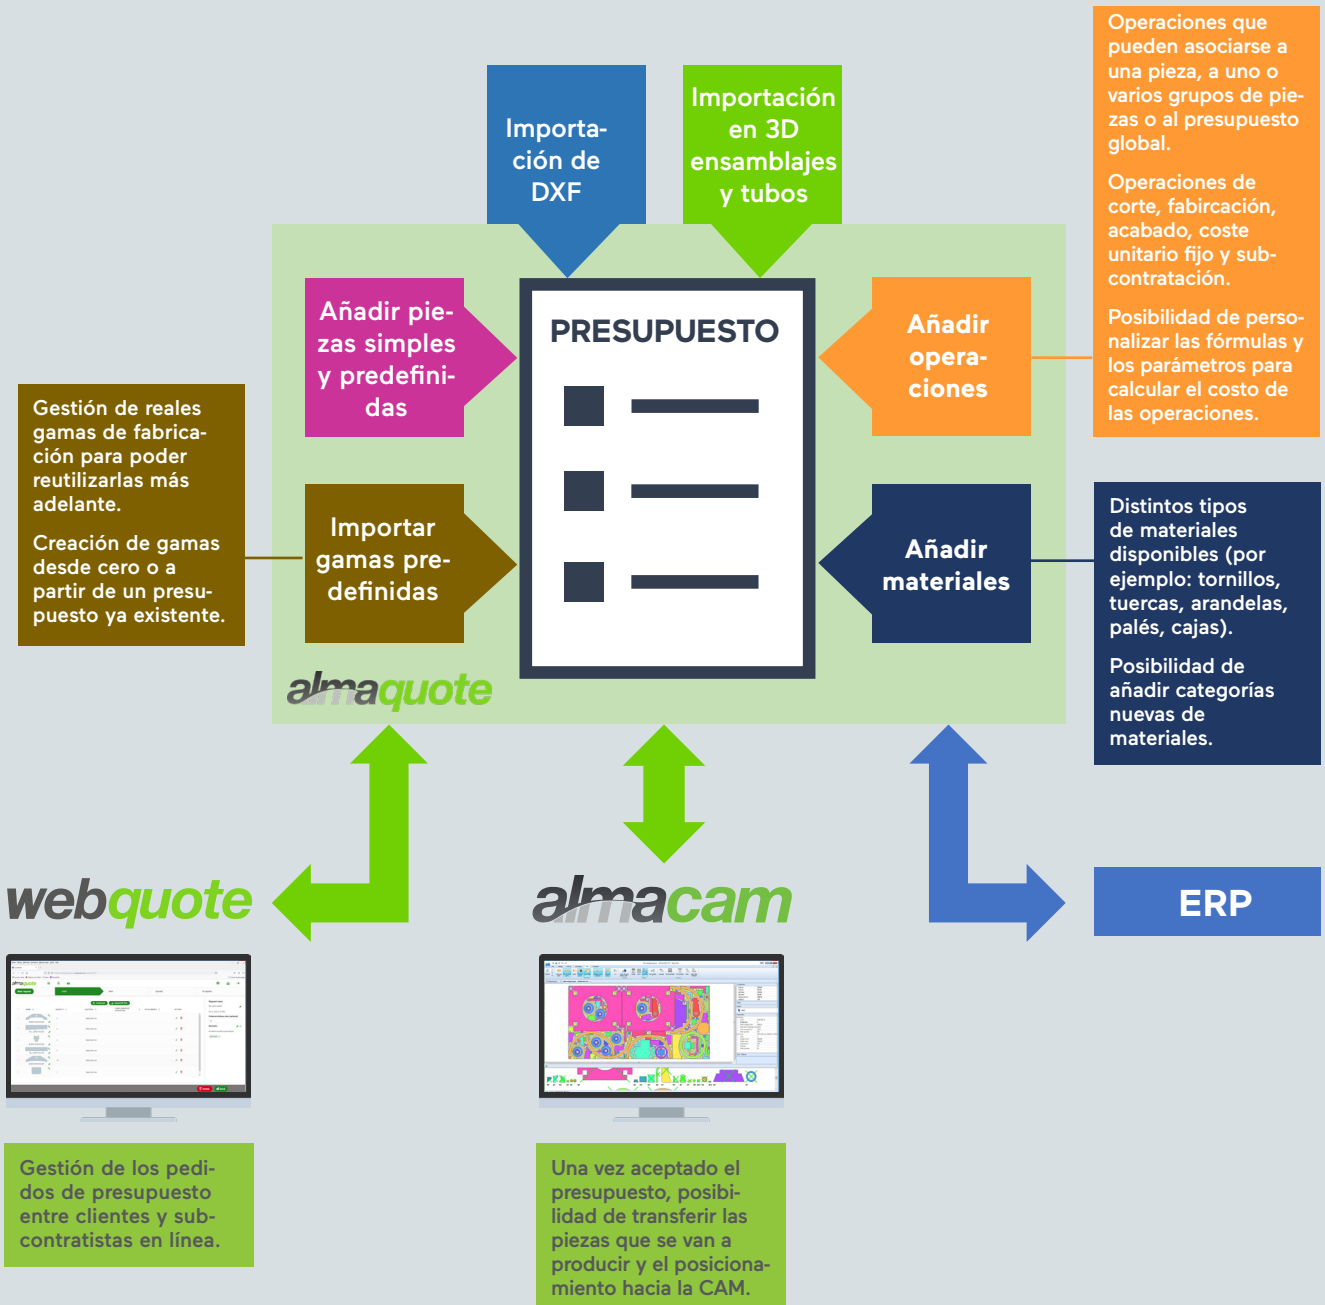 Importa-
ción de
DXF
Importación
en 3D
ensamblajes
y tubos
Operaciones que
pueden asociarse a
una pieza, a uno o
varios grupos de pie-
zas o al presupuesto
global.
Operaciones de
corte, fabircación,
acabado, coste
unitario fijo y sub-
contratación.
Posibilidad de perso-
nalizar las fórmulas y
los parámetros para
calcular el costo de
las operaciones.
Añadir pie-
zas simples
y predefini-
das
PRESUPUESTO
Añadir
opera-
ciones
Gestión de reales
gamas de fabrica-
ción para poder
reutilizarlas más
adelante.
Creación de gamas
desde cero o a
partir de un presu-
puesto ya existente.
Importar
gamas pre-
definidas
Añadir
materiales
Distintos tipos
de materiales
disponibles (por
ejemplo: tornillos,
tuercas, arandelas,
palés, cajas).
Posibilidad de
añadir categorías
nuevas de
materiales.
almaquote
webquote
almacam
ERP
almaquote
Gestión de los pedi-
dos de presupuesto
entre clientes y sub-
contratistas en línea.
Una vez aceptado el
presupuesto, posibi-
lidad de transferir las
piezas que se van a
producir y el posiciona-
miento hacia la CAM.